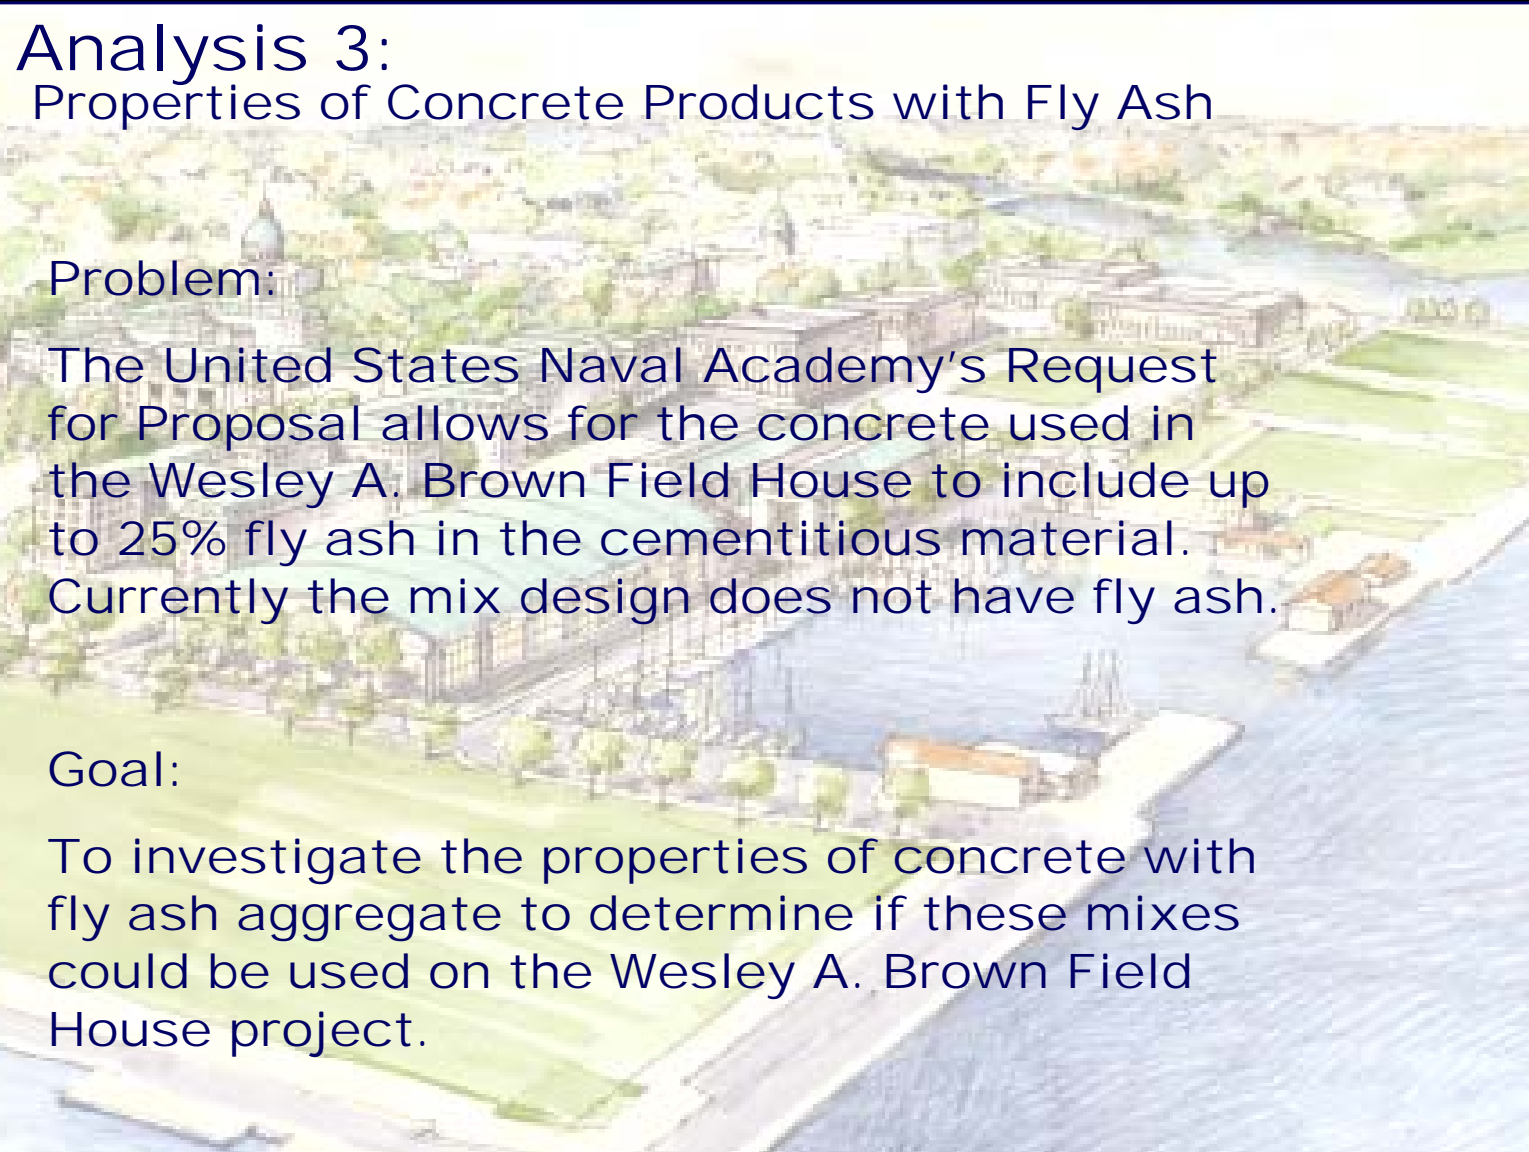 Analysis 3:
Properties of Concrete Products with Fly Ash
Problem:
The United States Naval Academy’s Request
for Proposal allows for the concrete used in
the Wesley A. Brown Field House to include up
to 25% fly ash in the cementitious material.
Currently the mix design does not have fly ash.
Goal:
To investigate the properties of concrete with
fly ash aggregate to determine if these mixes
could be used on the Wesley A. Brown Field
House project.